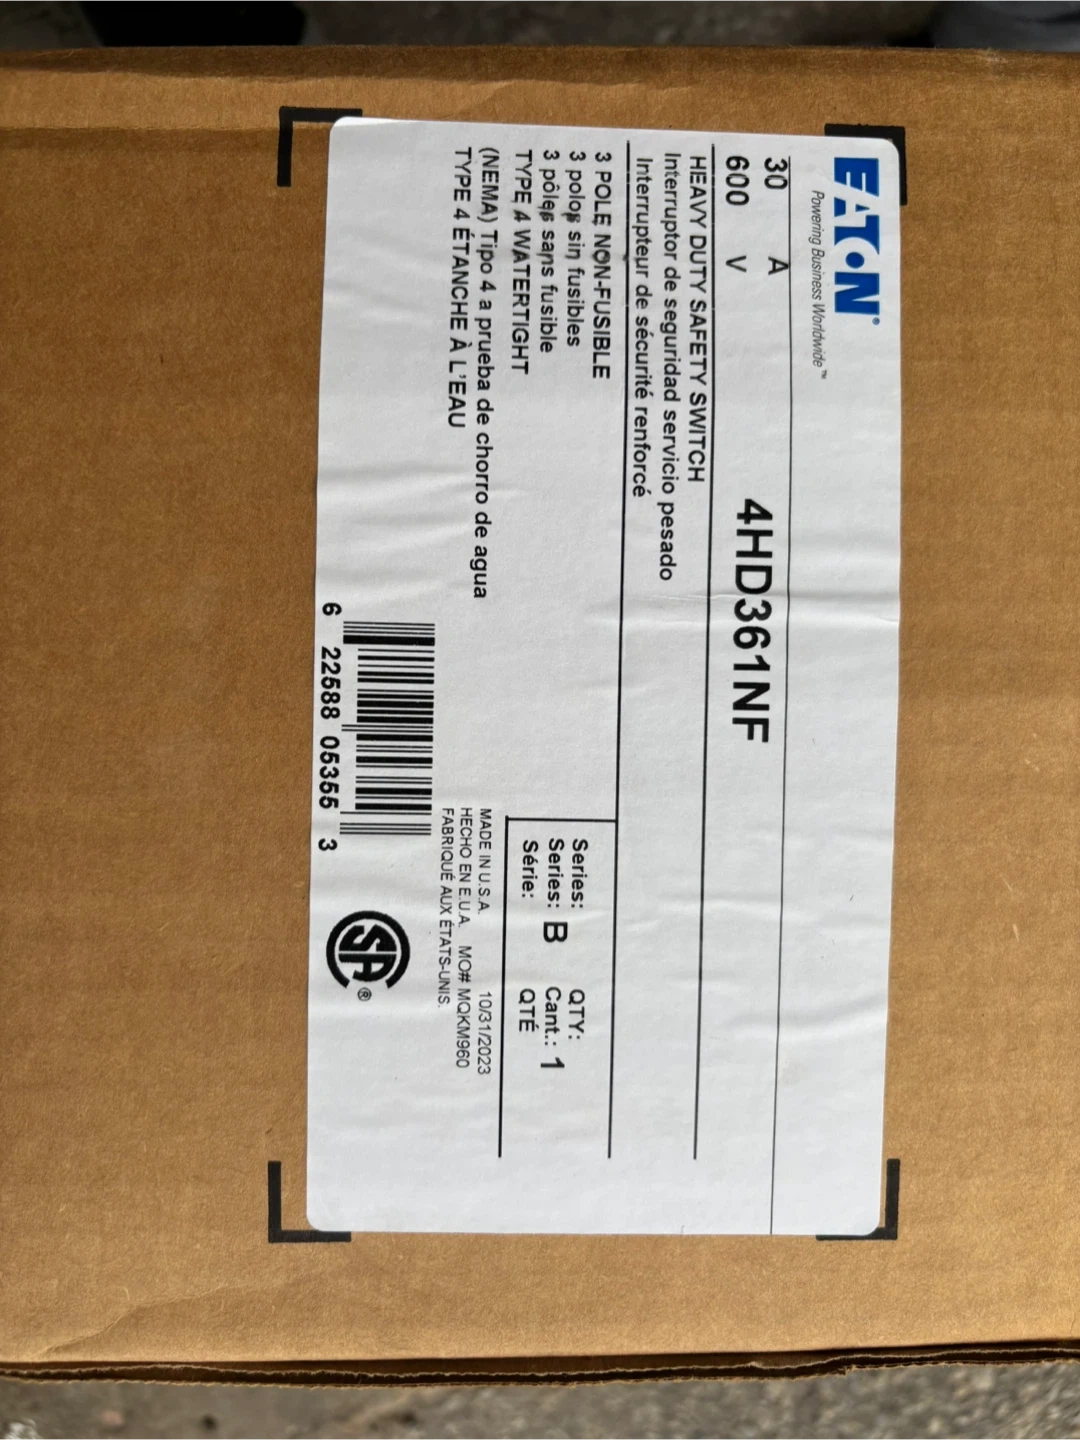 EATON®
Powering Business Worldwide™
30 A
600 V
4HD361NF
HEAVY DUTY SAFETY SWITCH
Interruptor de seguridad servicio pesado
Interrupteur de sécurité renforcé
3 POLE NON-FUSIBLE
3 polos sin fusibles
3 pôles sans fusible
TYPE 4 WATERTIGHT
(NEMA) Tipo 4 a prueba de chorro de agua
TYPE 4 ÉTANCHE À L'EAU
Series: QTY:
Series: B Cant.: 1
Série: QTÉ
MADE IN U.S.A. 10/31/2023
HECHO EN E.U.A. MO# MQKM960
FABRIQUÉ AUX ÉTATS-UNIS.
6 22588 05355 3
SA®